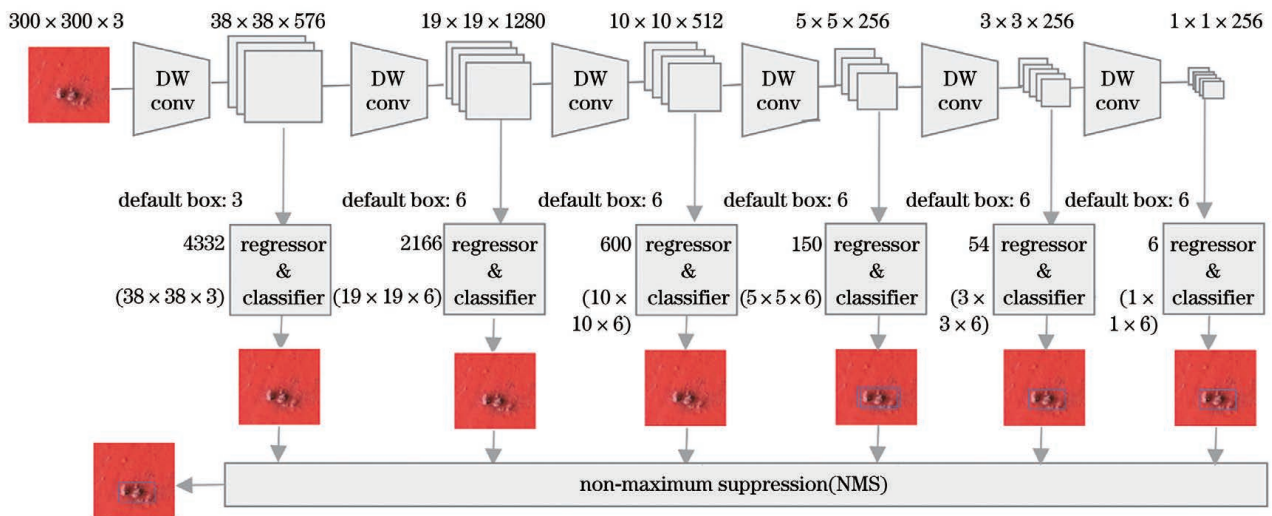 300 × 300 × 3
38 × 38 × 576
19 × 19 × 1280
10 × 10 × 512
5 × 5 × 256
3 × 3 × 256
1 × 1 × 256
DW
conv
DW
conv
DW
conv
DW
conv
DW
conv
DW
conv
default box: 3
default box: 6
default box: 6
default box: 6
default box: 6
default box: 6
4332
(38 × 38 × 3)
regressor
&
classifier
2166
(19 × 19 × 6)
regressor
&
classifier
600
(10 ×
10 × 6)
regressor
&
classifier
150
(5 × 5 × 6)
regressor
&
classifier
54
(3 ×
3 × 6)
regressor
&
classifier
6
(1 ×
1 × 6)
regressor
&
classifier
non-maximum suppression(NMS)